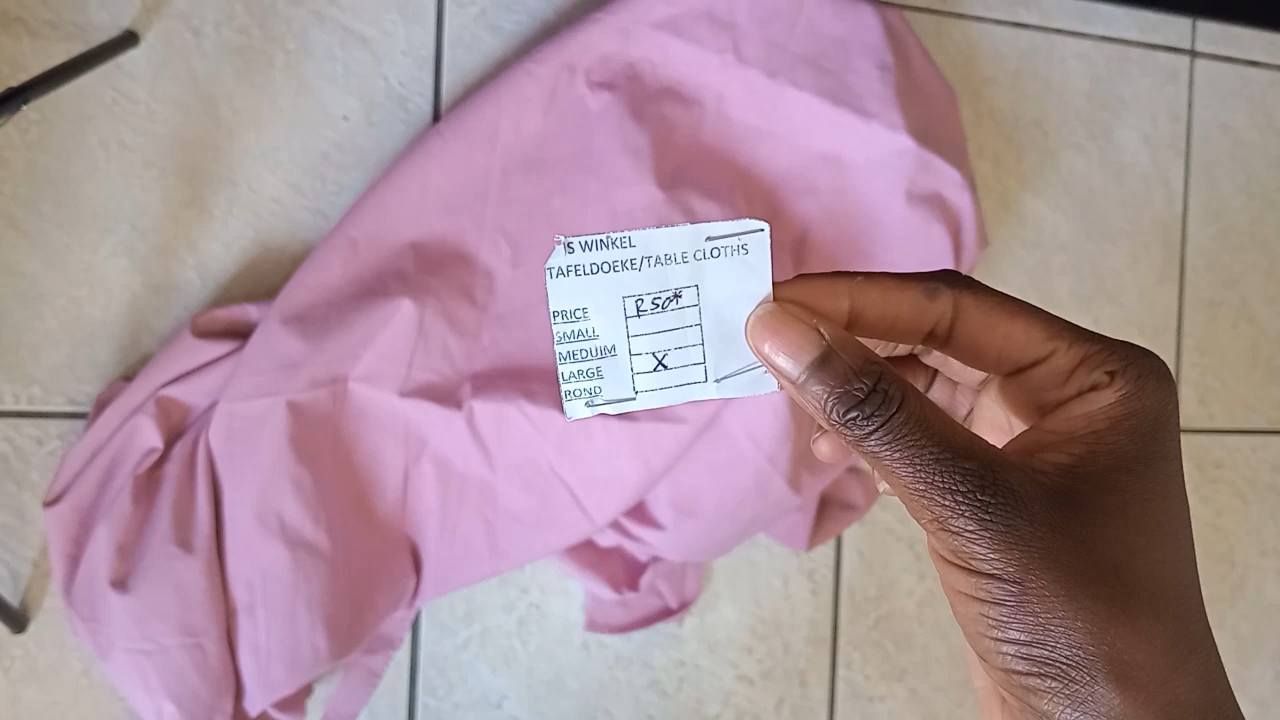 IS WINKEL
TAFELDOEKE/TABLE CLOTHS
PRICE R50*
SMALL
MEDUIM
LARGE X
ROND